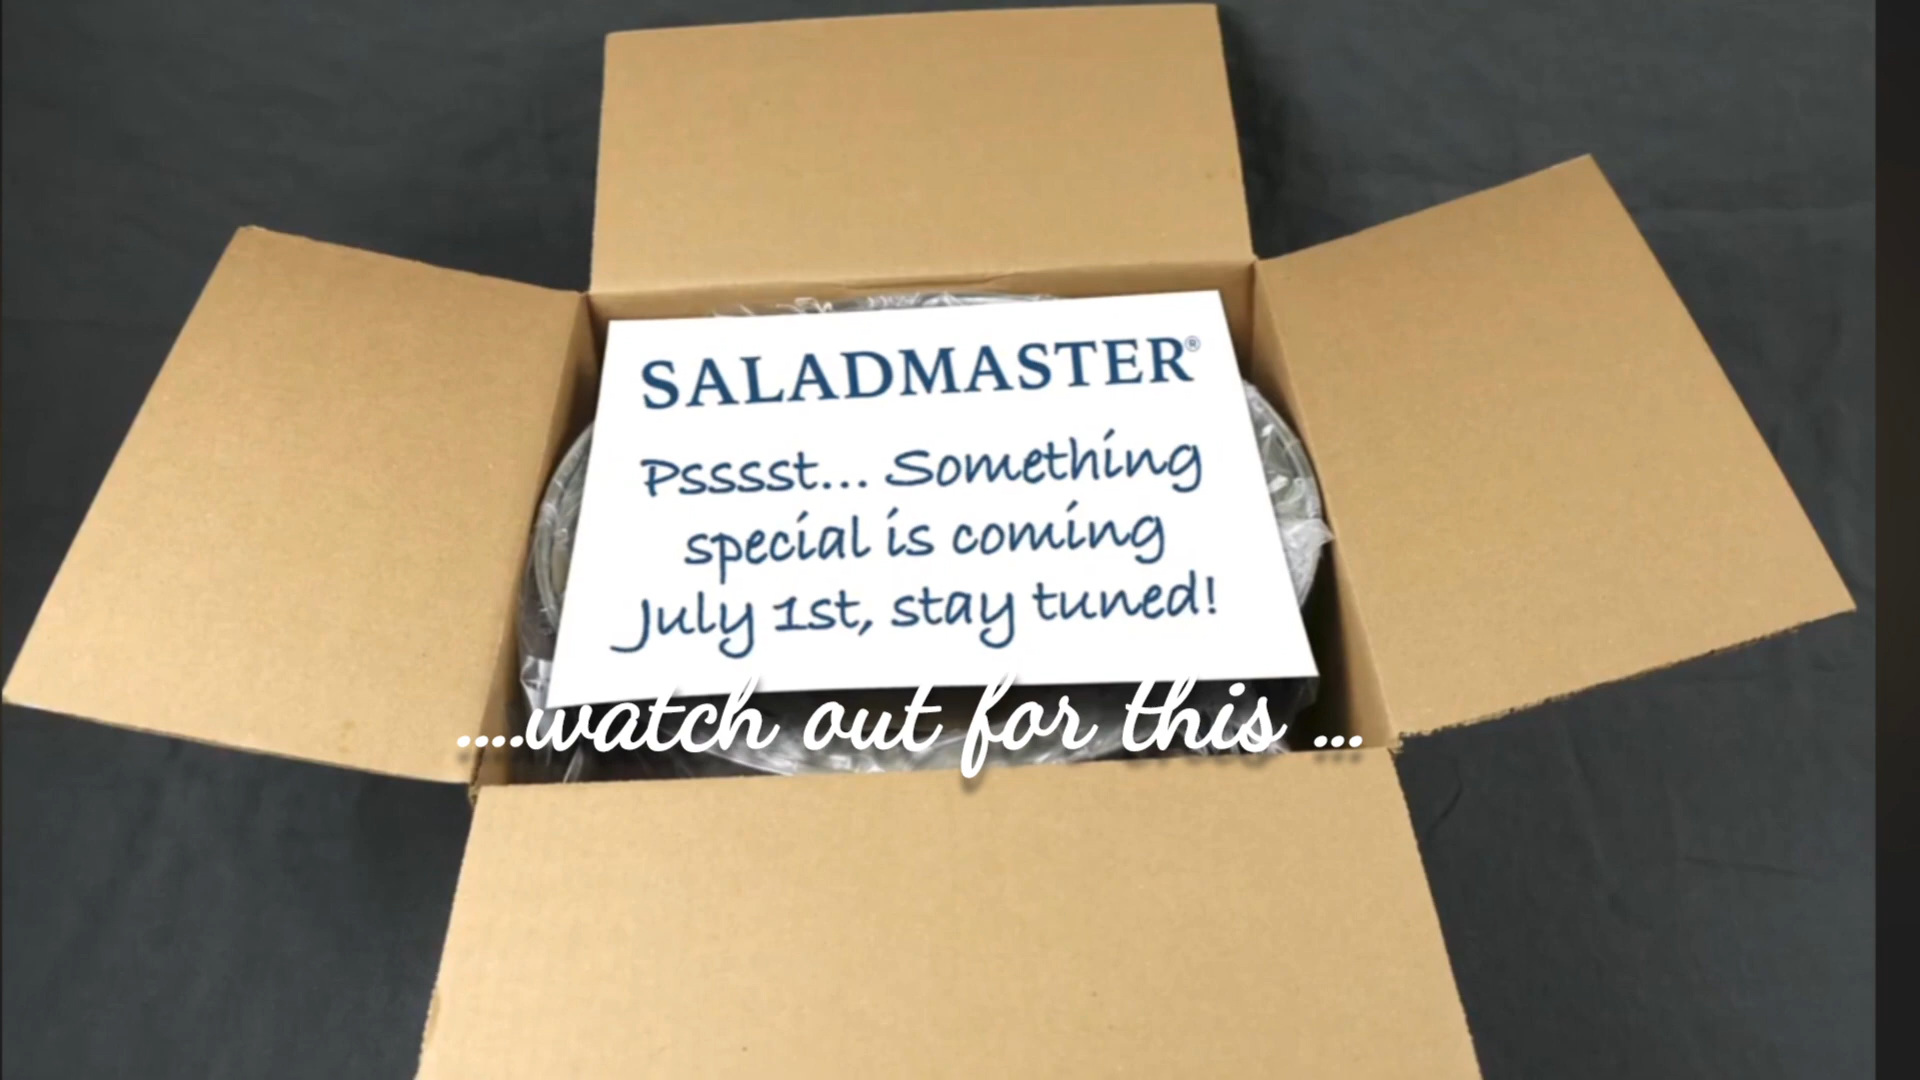 SALADMASTER®
Psssst... Something
special is coming
July 1st, stay tuned!
....watch out for this ...